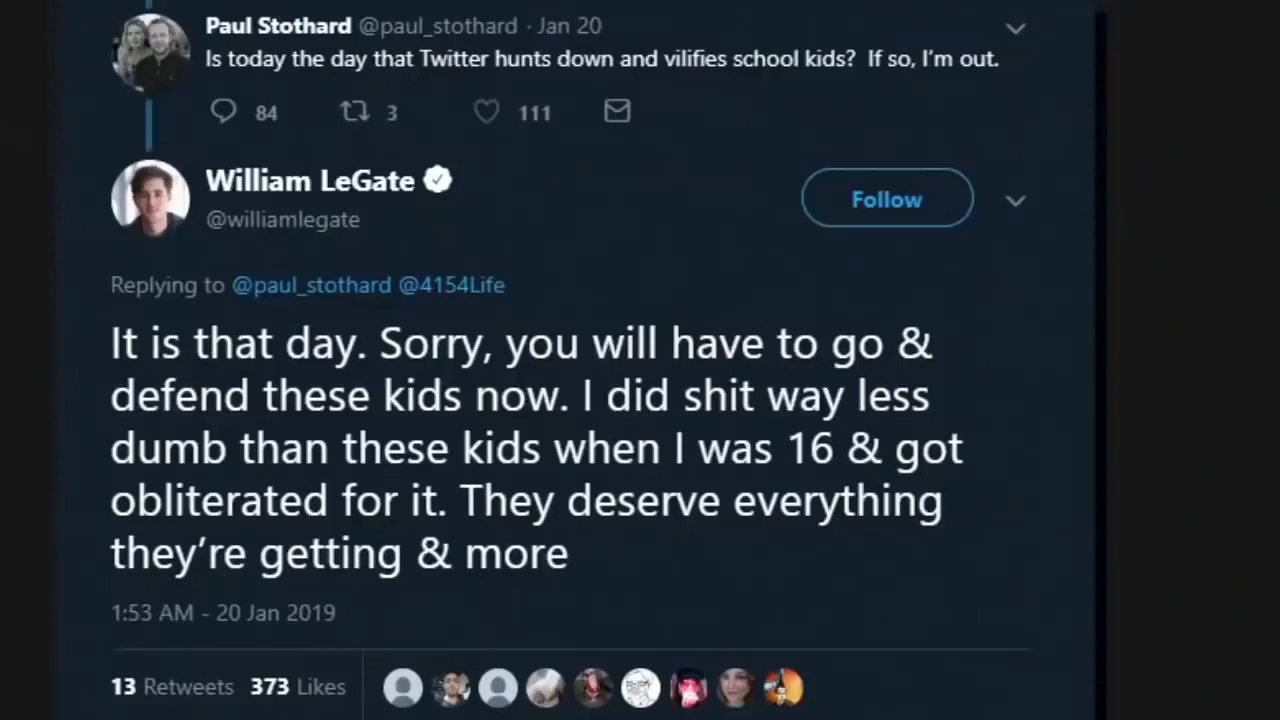 Paul Stothard @paul_stothard · Jan 20
Is today the day that Twitter hunts down and vilifies school kids? If so, I'm out.
84 3 111
William LeGate
@williamlegate
Follow
Replying to @paul_stothard @4154Life
It is that day. Sorry, you will have to go &
defend these kids now. I did shit way less
dumb than these kids when I was 16 & got
obliterated for it. They deserve everything
they’re getting & more
1:53 AM - 20 Jan 2019
13 Retweets 373 Likes